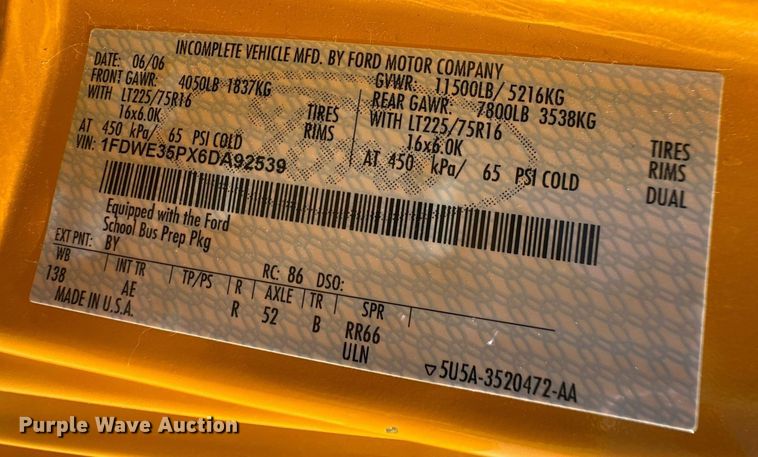 INCOMPLETE VEHICLE MFD. BY FORD MOTOR COMPANY
DATE: 06/06 GVWR: 11500LB/ 5216KG
FRONT GAWR: 4050LB 1837KG REAR GAWR: 7800LB 3538KG
WITH LT225/75R16 TIRES WITH LT225/75R16 TIRES
16x6.0K RIMS 16x6.0K RIMS
AT 450 kPa/ 65 PSI COLD AT 450 kPa/ 65 PSI COLD DUAL
VIN: 1FDWE35PX6DA92539
Equipped with the Ford
School Bus Prep Pkg
EXT PNT: BY RC: 86 DSO:
WB INT TR TP/PS R AXLE TR SPR
138 AE R 52 B RR66
MADE IN U.S.A. ULN
▽5U5A-3520472-AA
Purple Wave Auction®